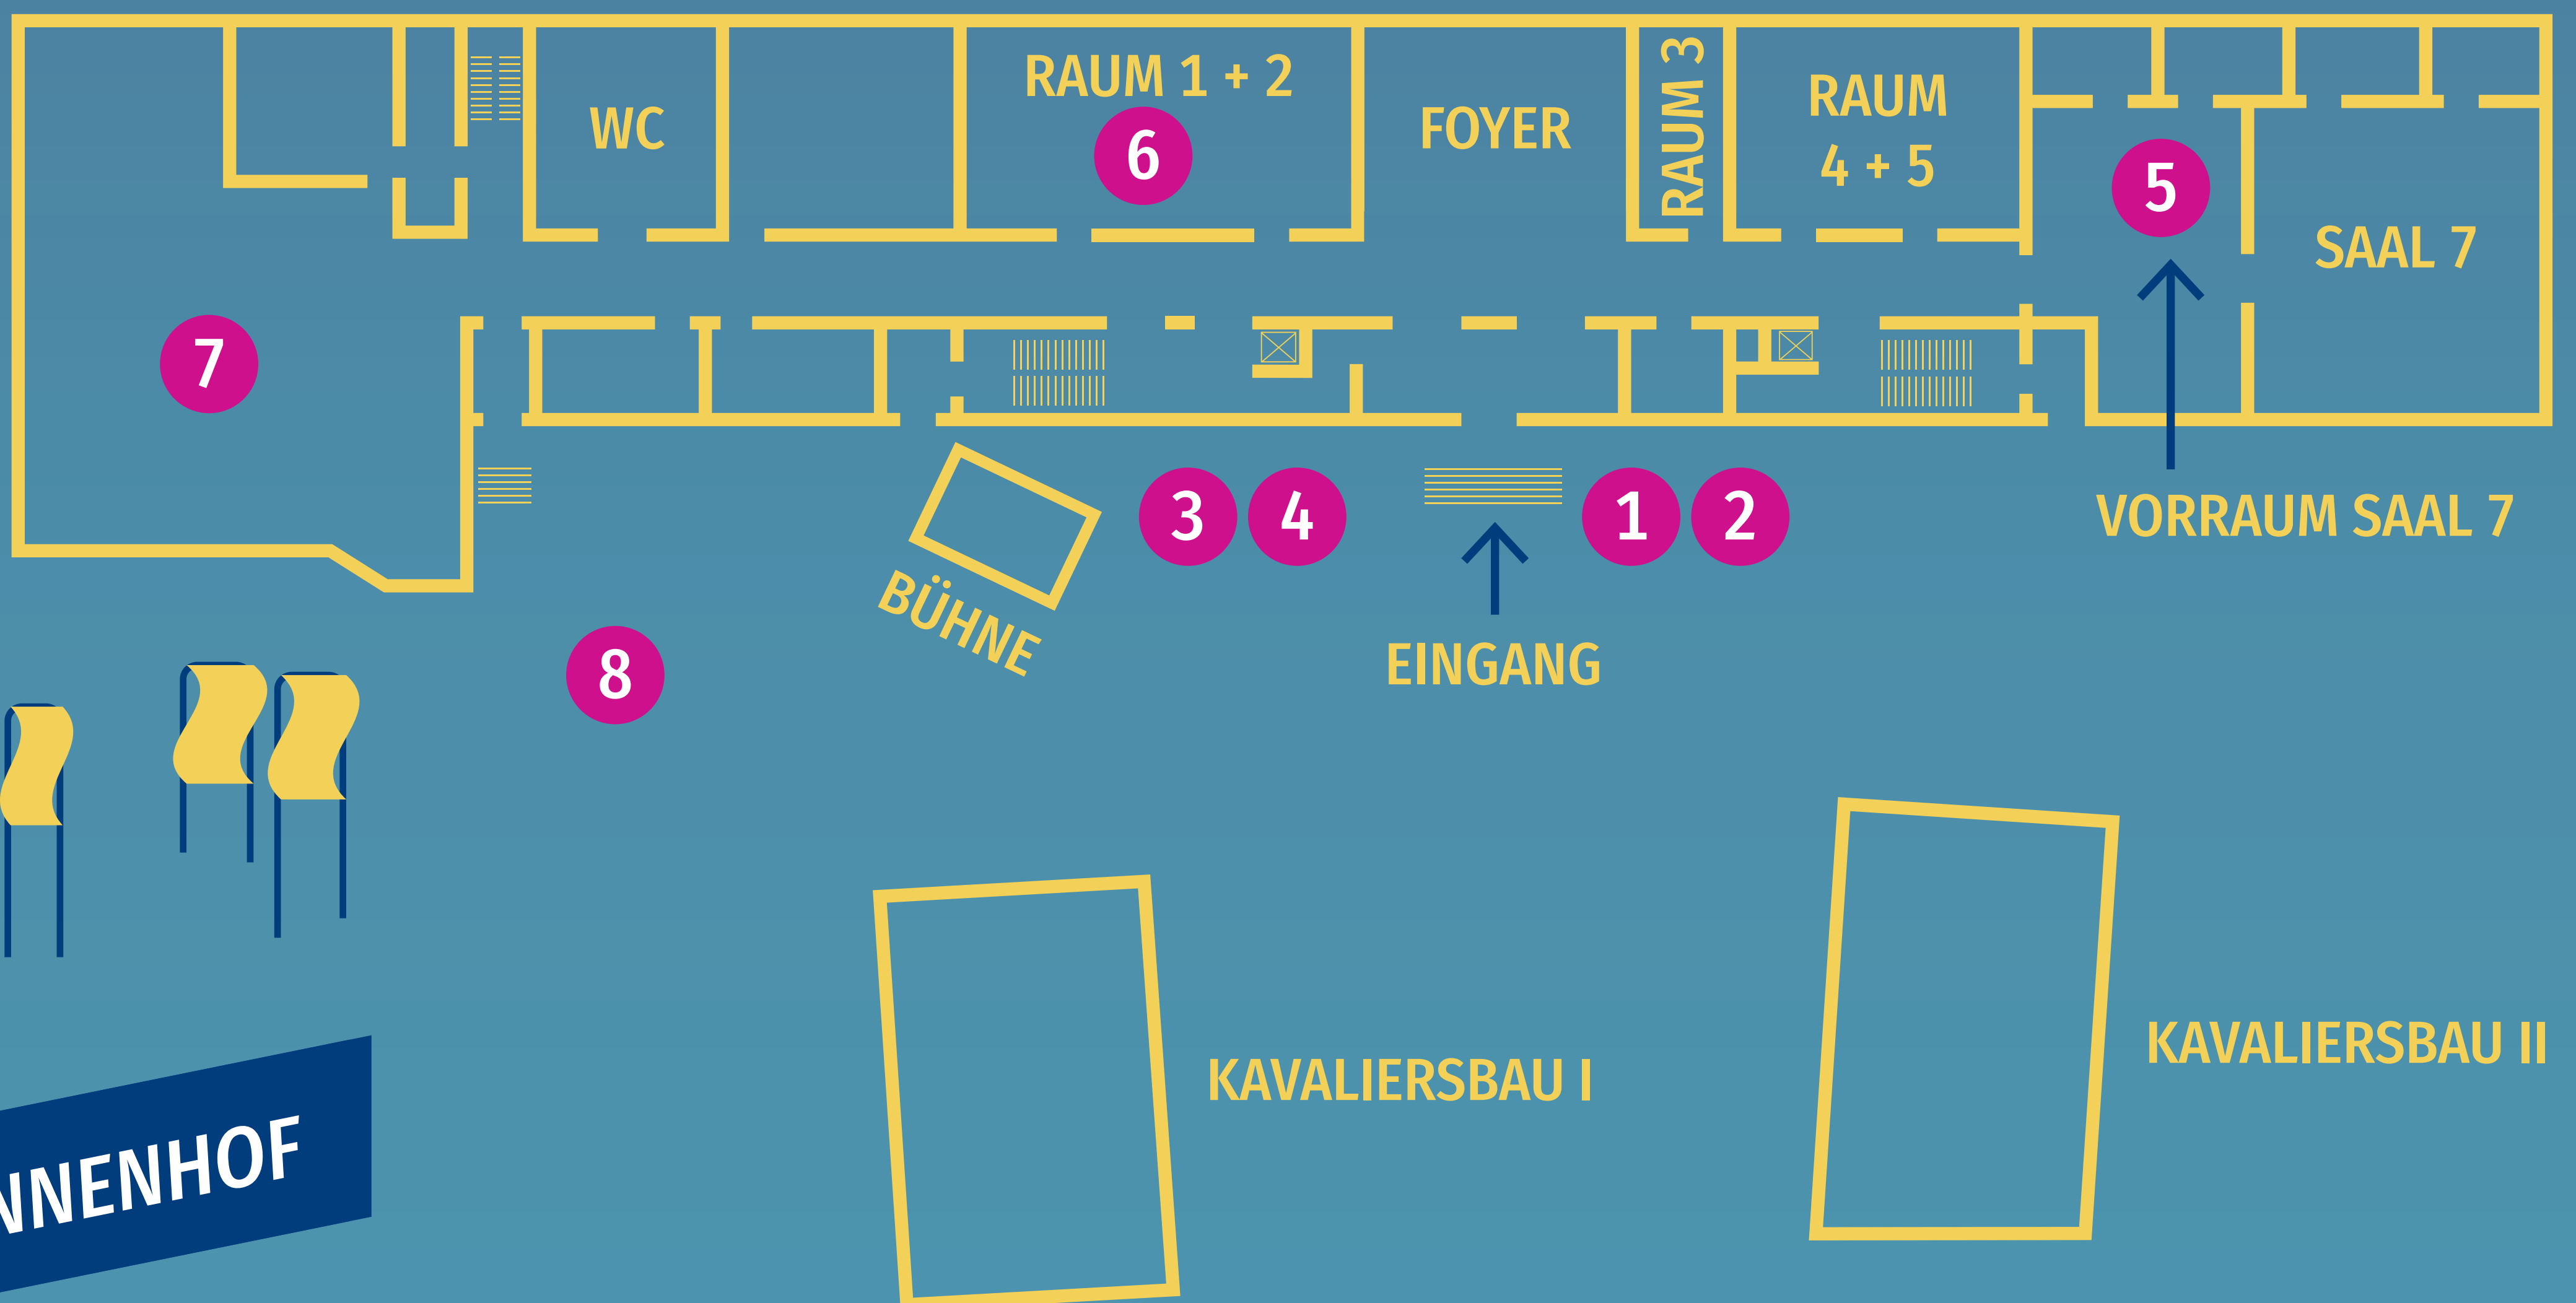 RAUM 1 + 2
6
WC
FOYER
RAUM 3
RAUM
4 + 5
5
SAAL 7
7
3
4
1
2
VORRAUM SAAL 7
BÜHNE
EINGANG
8
KAVALIERSBAU I
KAVALIERSBAU II
NNENHOF